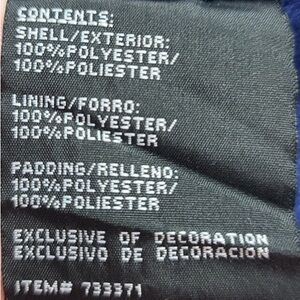 CONTENTS:
SHELL/EXTERIOR:
100%POLYESTER/
100%POLIESTER
LINING/FORRO:
100%POLYESTER/
100%POLIESTER
PADDING/RELLENO:
100%POLYESTER/
100%POLIESTER
EXCLUSIVE OF DECORATION
EXCLUSIVO DE DECORACIÓN
ITEM# 733371